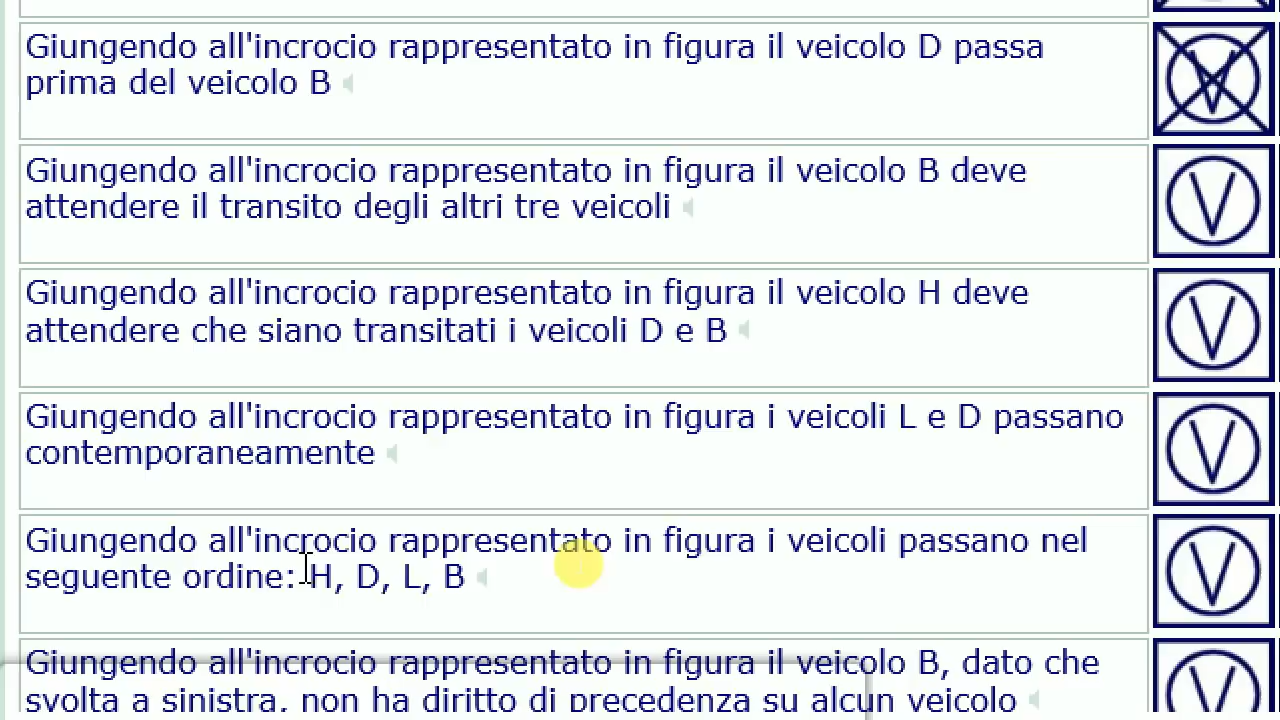 Giungendo all'incrocio rappresentato in figura il veicolo D passa
prima del veicolo B
V
Giungendo all'incrocio rappresentato in figura il veicolo B deve
attendere il transito degli altri tre veicoli
V
Giungendo all'incrocio rappresentato in figura il veicolo H deve
attendere che siano transitati i veicoli D e B
V
Giungendo all'incrocio rappresentato in figura i veicoli L e D passano
contemporaneamente
V
Giungendo all'incrocio rappresentato in figura i veicoli passano nel
seguente ordine: H, D, L, B
V
Giungendo all'incrocio rappresentato in figura il veicolo B, dato che
svolta a sinistra, non ha diritto di precedenza su alcun veicolo
V